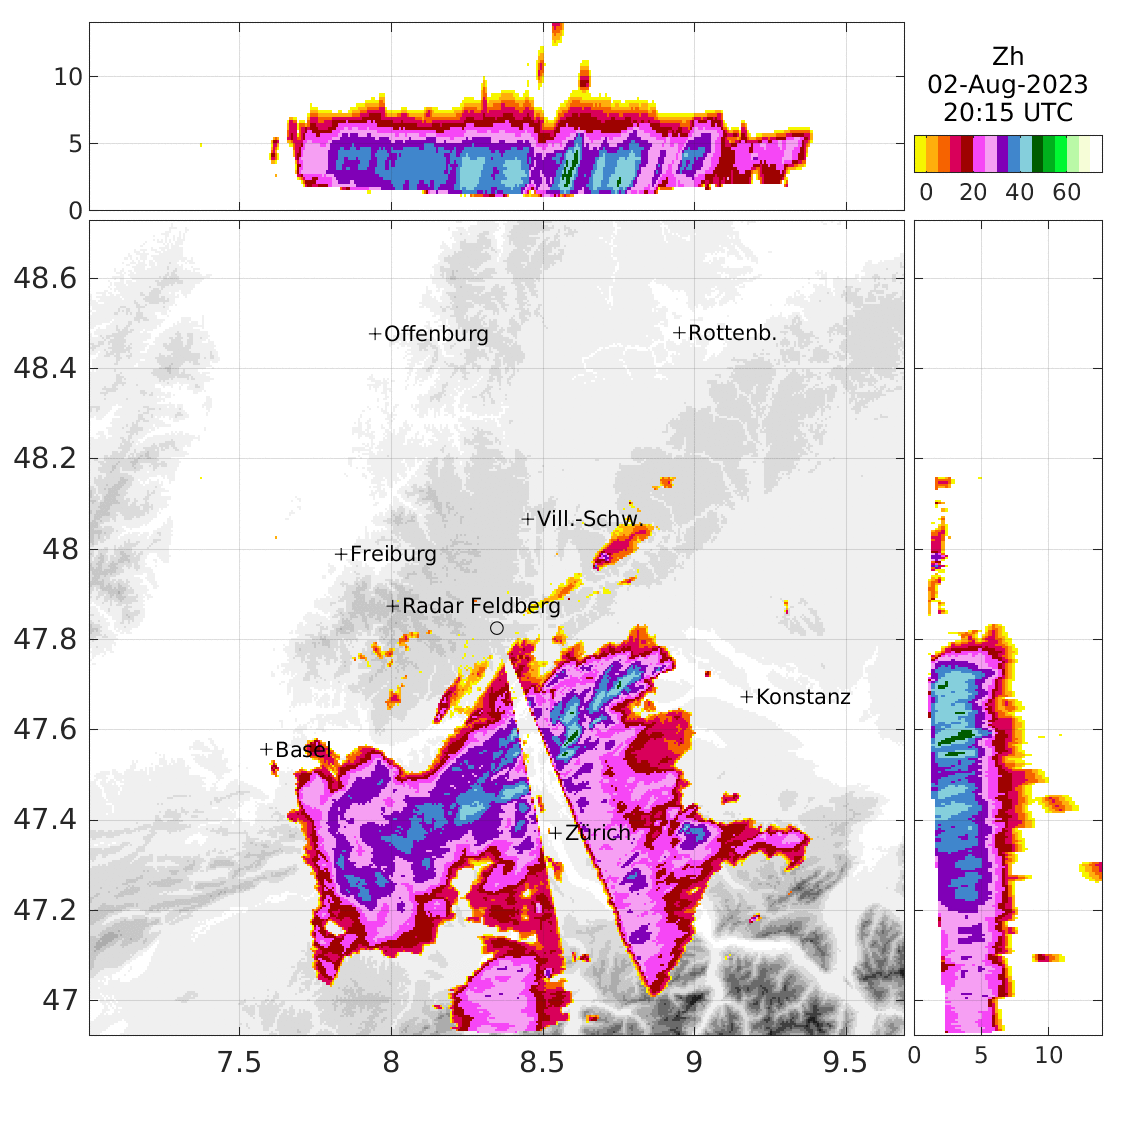 Zh
02-Aug-2023
20:15 UTC
0 20 40 60
10
5
0
48.6
48.4
48.2
48
47.8
47.6
47.4
47.2
47
+Offenburg
+Rottenb.
+Vill.-Schw.
+Freiburg
+Radar Feldberg
+Konstanz
+Basel
+Zürich
7.5 8 8.5 9 9.5
0 5 10